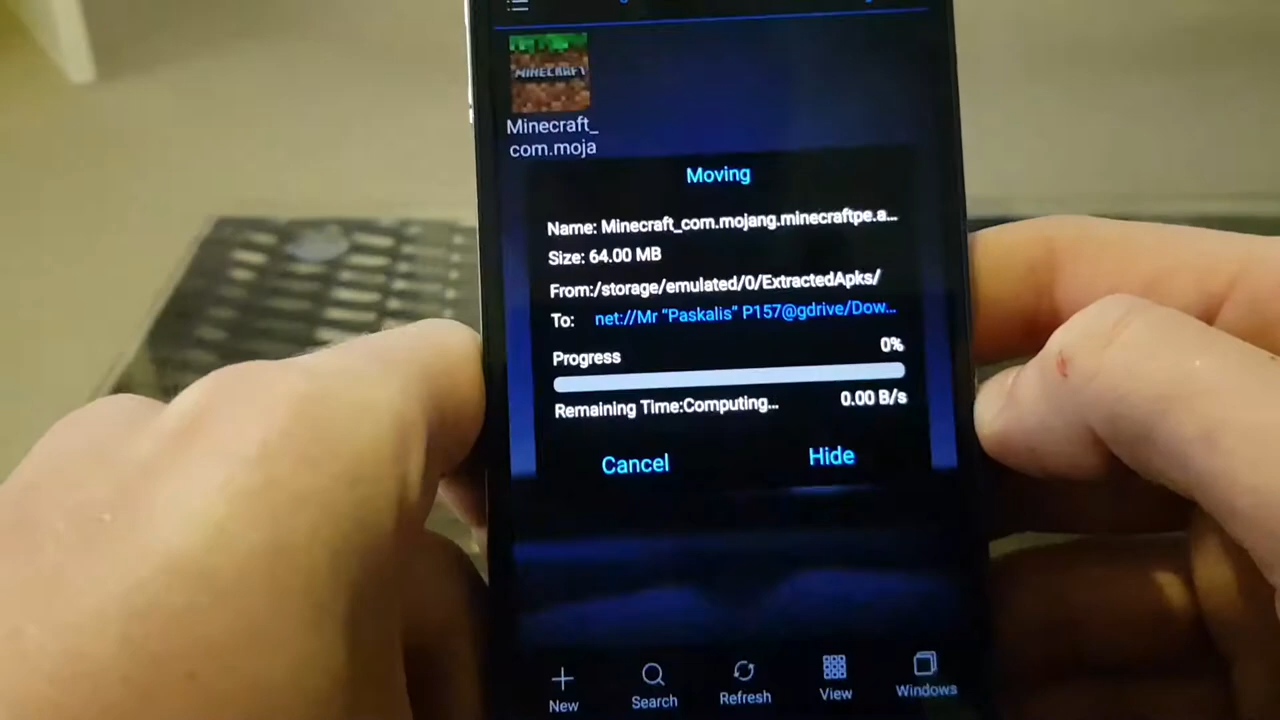 MINECRAFT
Minecraft_
com.moja
Moving
Name: Minecraft_com.mojang.minecraftpe.a...
Size: 64.00 MB
From:/storage/emulated/0/ExtractedApks/
To: net://Mr “Paskalis” P157@gdrive/Dow...
Progress 0%
Remaining Time:Computing... 0.00 B/s
Cancel Hide
New Search Refresh View Windows